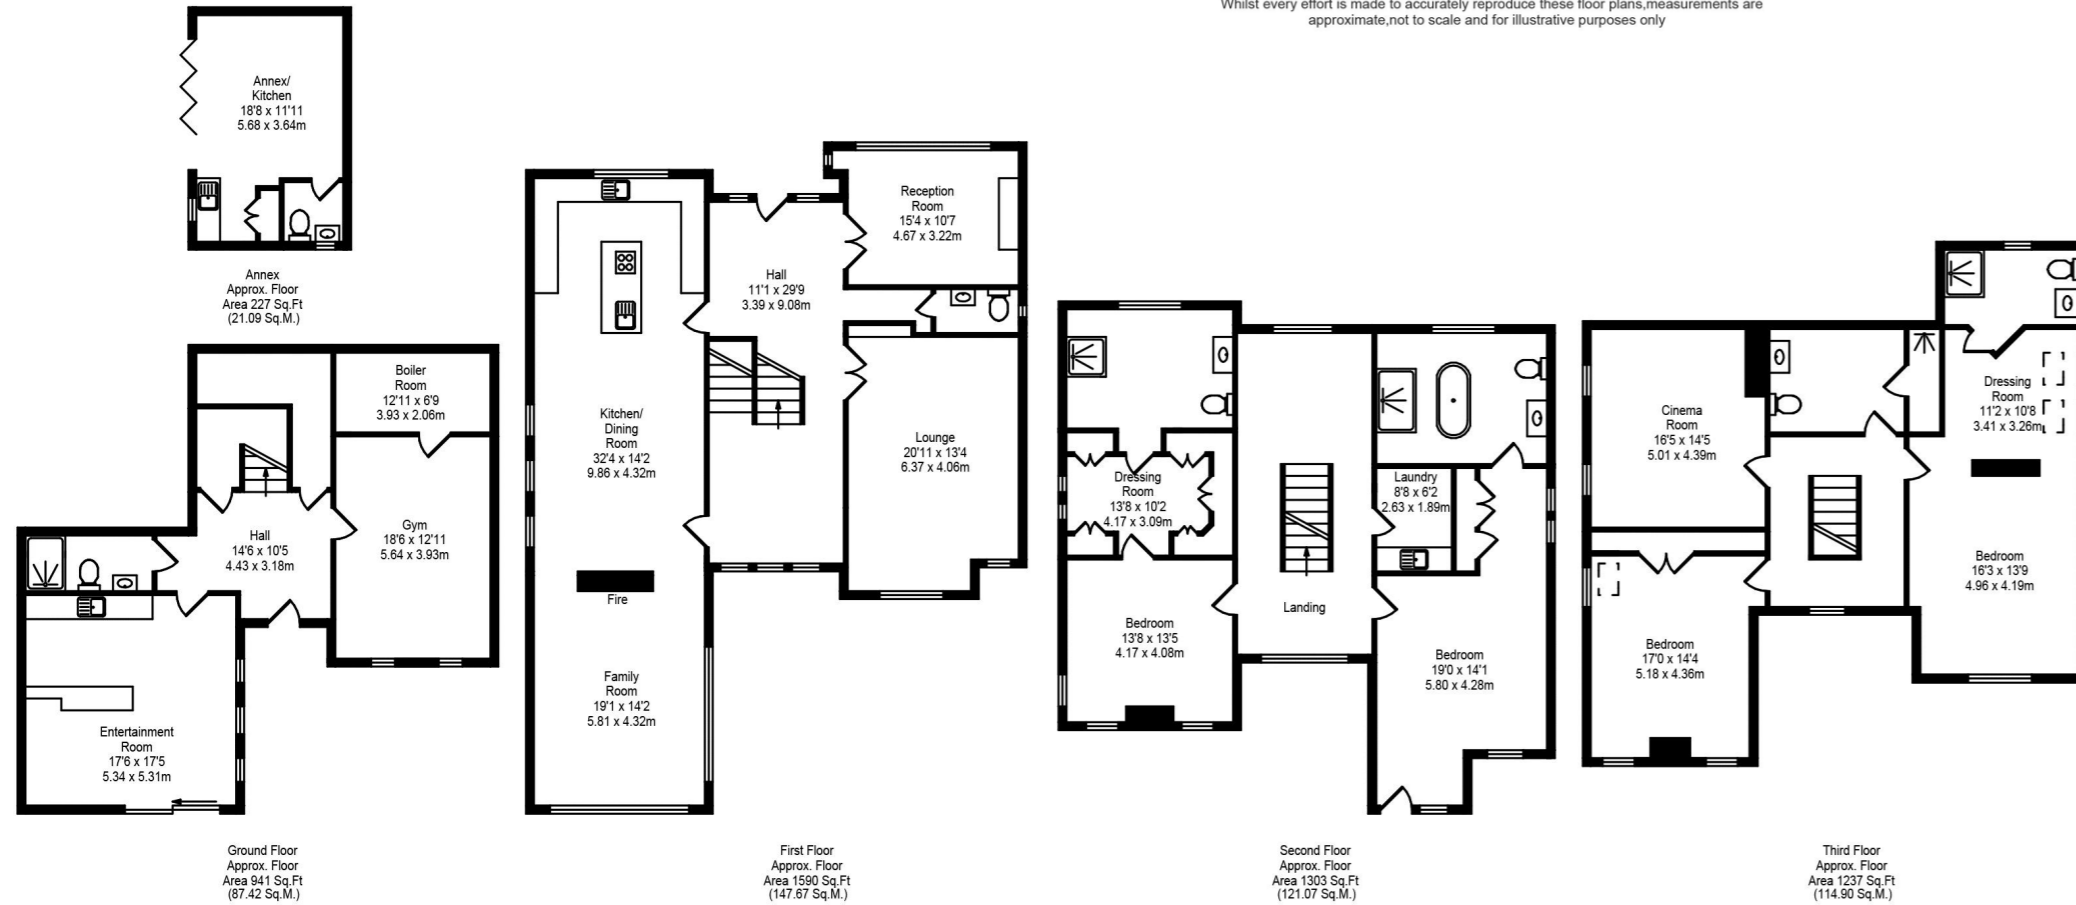 Whilst every effort is made to accurately reproduce these floor plans,measurements are
approximate,not to scale and for illustrative purposes only
Annex/
Kitchen
18'8 x 11'11
5.68 x 3.64m
Annex
Approx. Floor
Area 227 Sq.Ft
(21.09 Sq.M.)
Boiler
Room
12'11 x 6'9
3.93 x 2.06m
Gym
18'6 x 12'11
5.64 x 3.93m
Hall
14'6 x 10'5
4.43 x 3.18m
Entertainment
Room
17'6 x 17'5
5.34 x 5.31m
Ground Floor
Approx. Floor
Area 941 Sq.Ft
(87.42 Sq.M.)
Reception
Room
15'4 x 10'7
4.67 x 3.22m
Hall
11'1 x 29'9
3.39 x 9.08m
Kitchen/
Dining
Room
32'4 x 14'2
9.86 x 4.32m
Lounge
20'11 x 13'4
6.37 x 4.06m
Fire
Family
Room
19'1 x 14'2
5.81 x 4.32m
First Floor
Approx. Floor
Area 1590 Sq.Ft
(147.67 Sq.M.)
Dressing
Room
13'8 x 10'2
4.17 x 3.09m
Laundry
8'8 x 6'2
2.63 x 1.89m
Landing
Bedroom
13'8 x 13'5
4.17 x 4.08m
Bedroom
19'0 x 14'1
5.80 x 4.28m
Second Floor
Approx. Floor
Area 1303 Sq.Ft
(121.07 Sq.M.)
Cinema
Room
16'5 x 14'5
5.01 x 4.39m
Dressing
Room
11'2 x 10'8
3.41 x 3.26m
Bedroom
16'3 x 13'9
4.96 x 4.19m
Bedroom
17'0 x 14'4
5.18 x 4.36m
Third Floor
Approx. Floor
Area 1237 Sq.Ft
(114.90 Sq.M.)